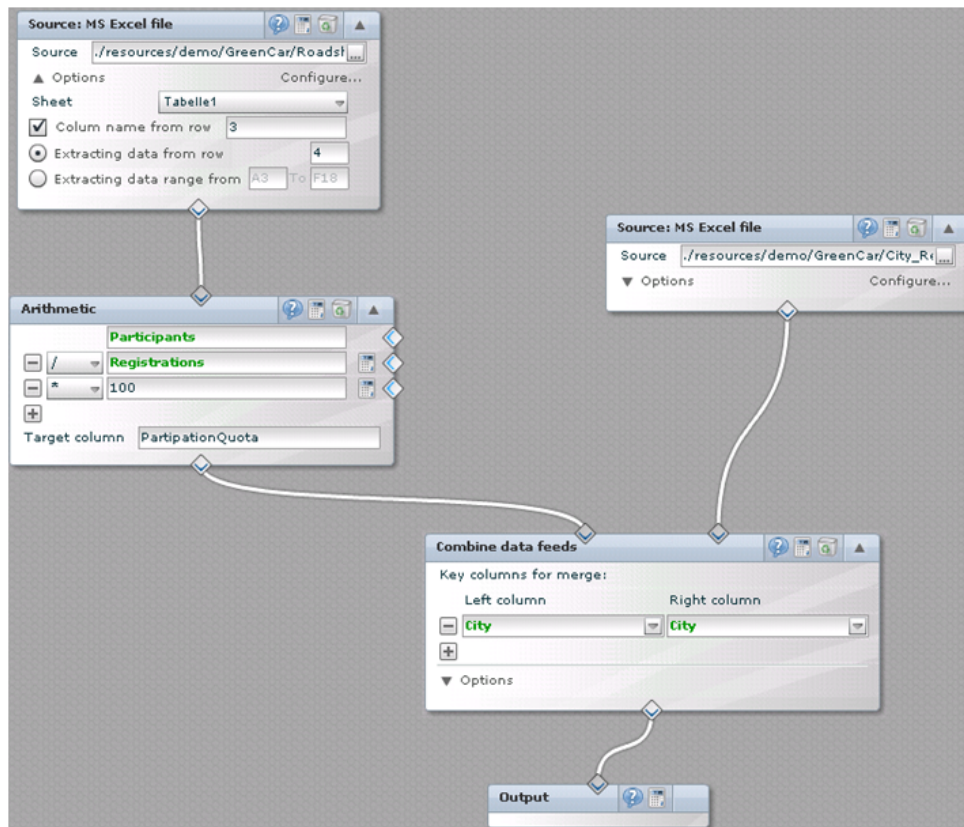 Source: MS Excel file
Source ./resources/demo/GreenCar/Roadsh ...
Options Configure...
Sheet Tabelle1
Colum name from row 3
Extracting data from row 4
Extracting data range from A3 To F18
Source: MS Excel file
Source ./resources/demo/GreenCar/City_Re ...
Options Configure...
Arithmetic
Participants
/ Registrations
* 100
Target column PartipationQuota
Combine data feeds
Key columns for merge:
Left column Right column
City City
Options
Output